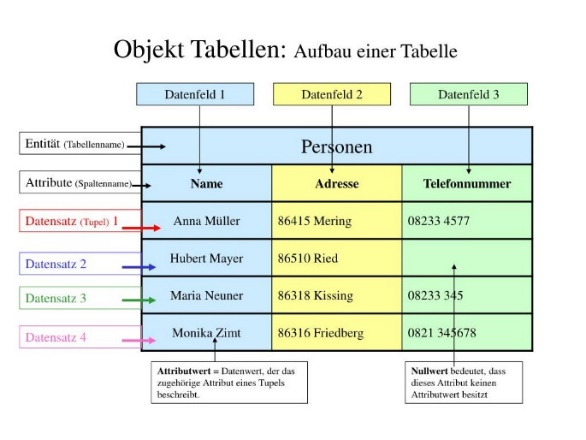 Objekt Tabellen: Aufbau einer Tabelle
Datenfeld 1 Datenfeld 2 Datenfeld 3
Entität (Tabellenname) Personen
Attribute (Spaltenname) Name Adresse Telefonnummer
Datensatz (Tupel) 1 Anna Müller 86415 Mering 08233 4577
Datensatz 2 Hubert Mayer 86510 Ried
Datensatz 3 Maria Neuner 86318 Kissing 08233 345
Datensatz 4 Monika Zimt 86316 Friedberg 0821 345678
Attributwert = Datenwert, der das
zugehörige Attribut eines Tupels
beschreibt.
Nullwert bedeutet, dass
dieses Attribut keinen
Attributwert besitzt